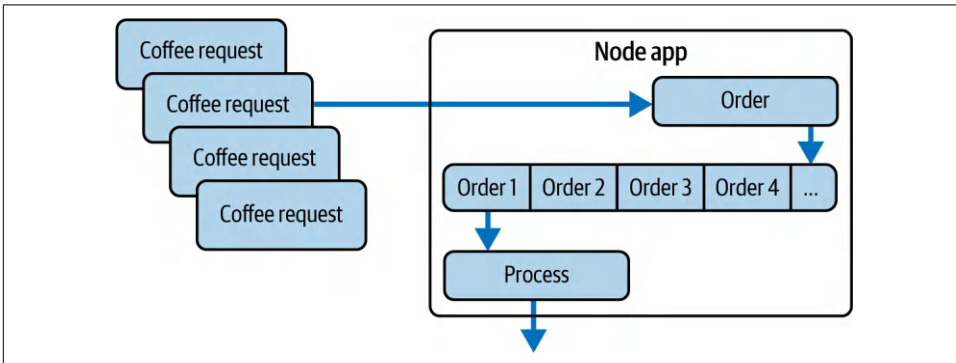 Coffee request
Coffee request
Coffee request
Coffee request
Node app
Order
Order 1 Order 2 Order 3 Order 4 ...
Process